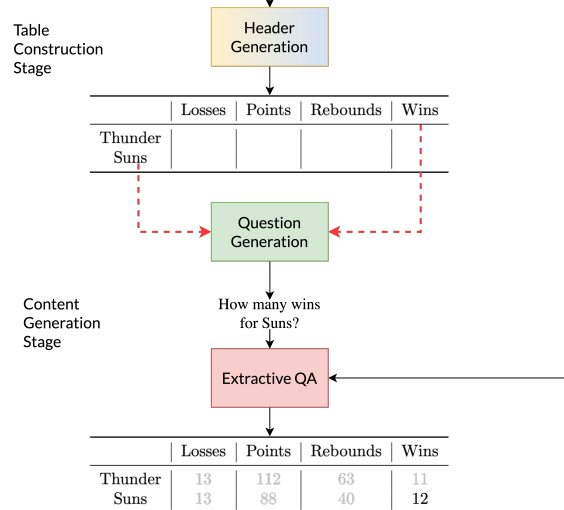 Table
Construction
Stage
Header
Generation
Losses Points Rebounds Wins
Thunder
Suns
Question
Generation
Content
Generation
Stage
How many wins
for Suns?
Extractive QA
Losses Points Rebounds Wins
Thunder 13 112 63 11
Suns 13 88 40 12